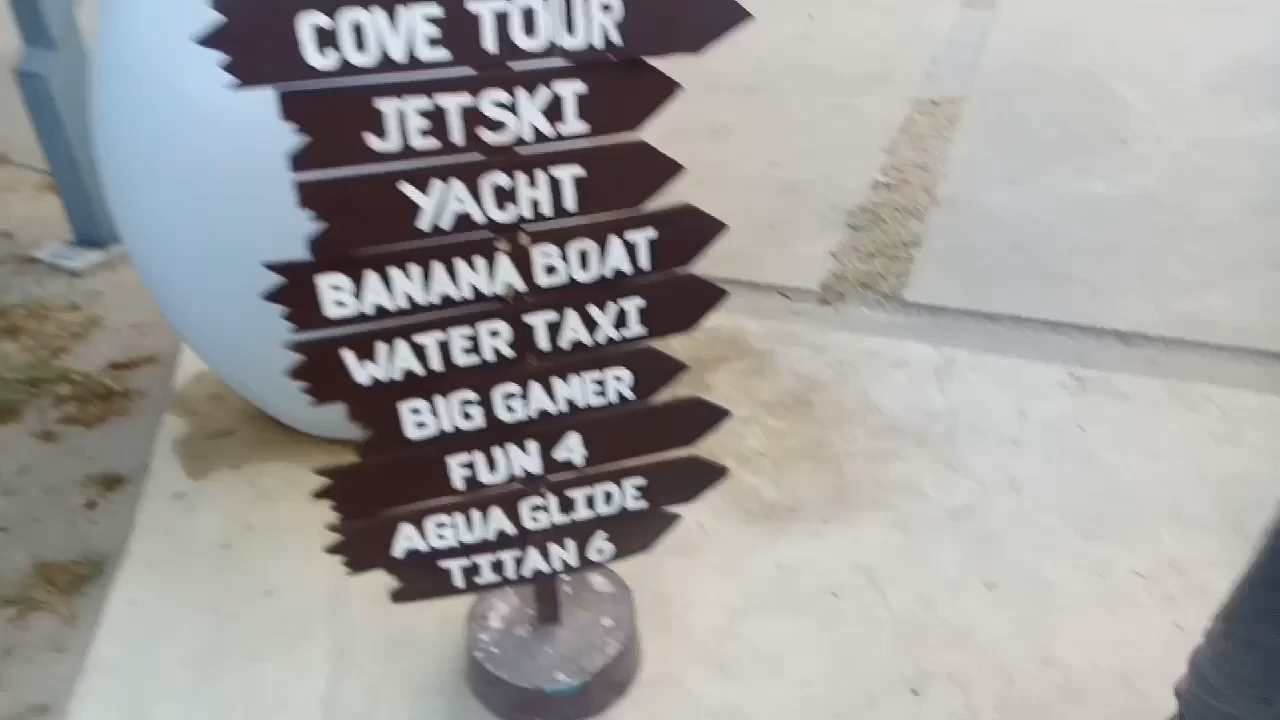 COVE TOUR
JETSKI
YACHT
BANANA BOAT
WATER TAXI
BIG GAMER
FUN 4
AGUA GLIDE
TITAN 6